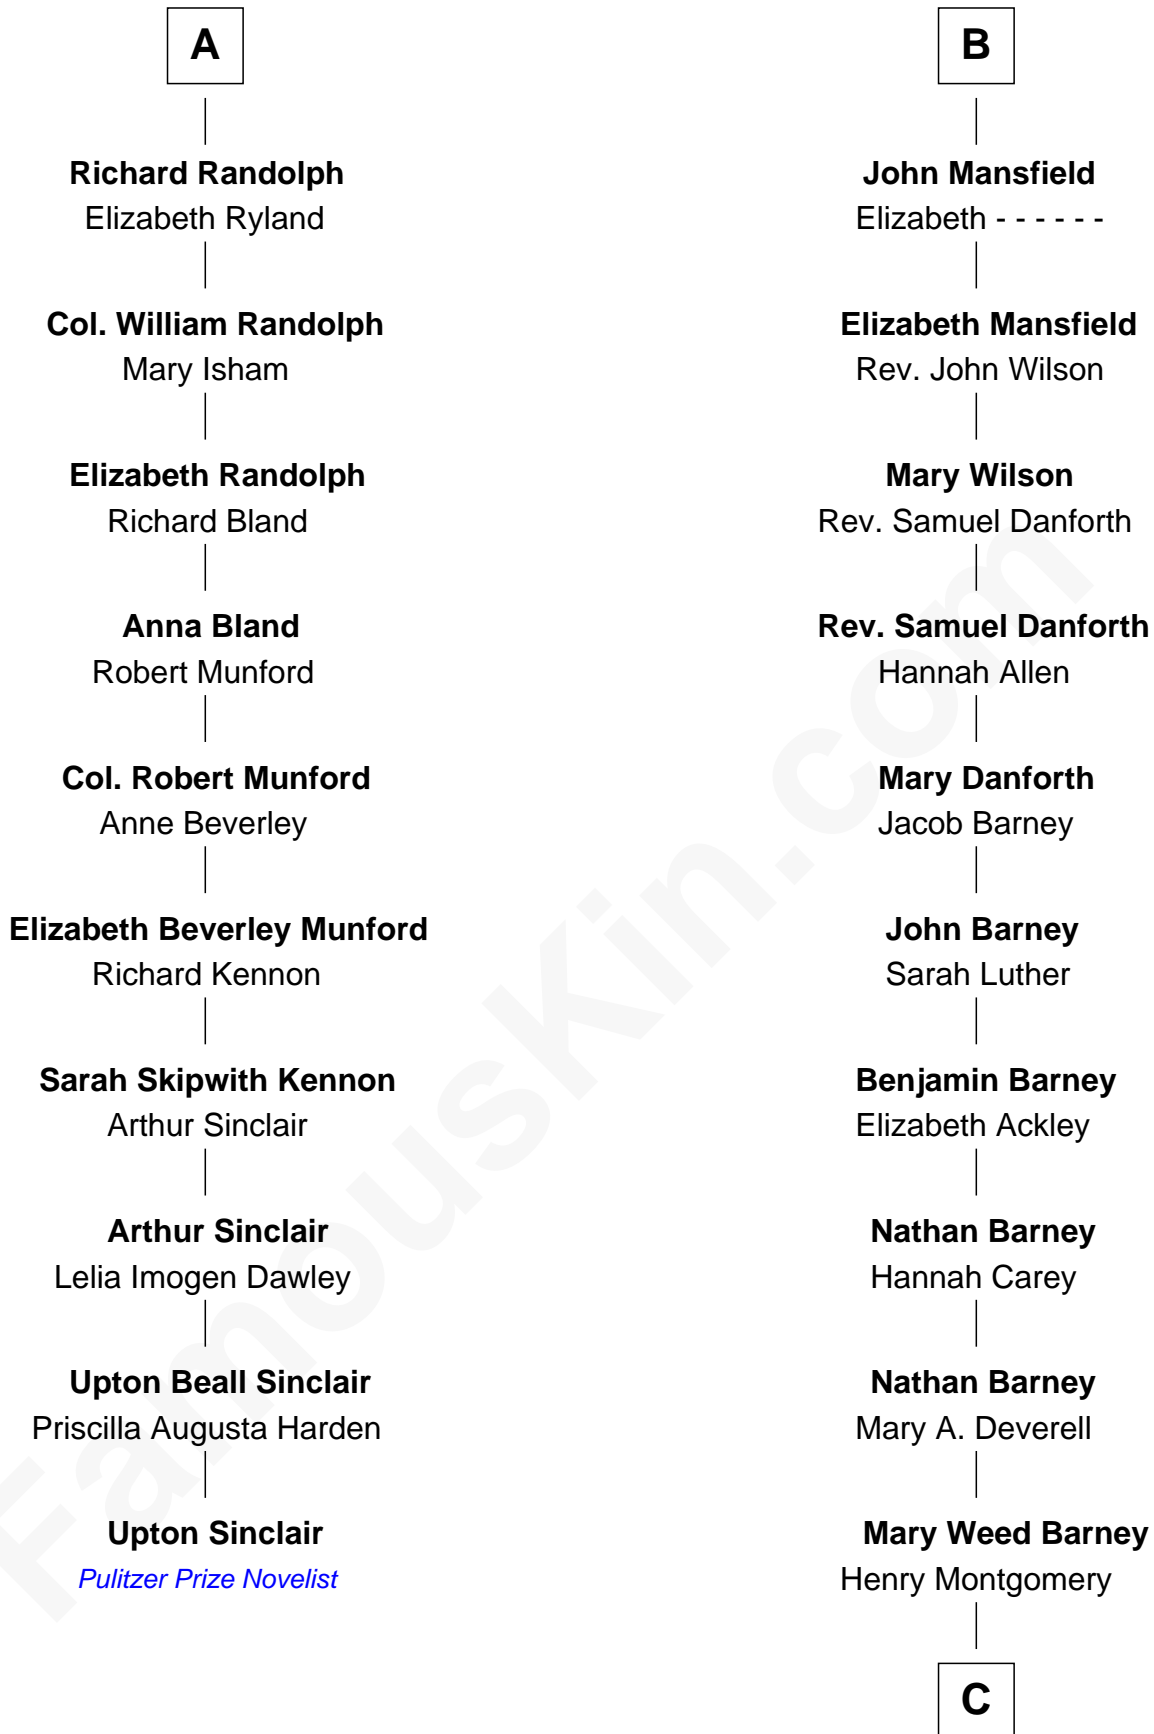 A
Richard Randolph
Elizabeth Ryland
Col. William Randolph
Mary Isham
Elizabeth Randolph
Richard Bland
Anna Bland
Robert Munford
Col. Robert Munford
Anne Beverley
Elizabeth Beverley Munford
Richard Kennon
Sarah Skipwith Kennon
Arthur Sinclair
Arthur Sinclair
Lelia Imogen Dawley
Upton Beall Sinclair
Priscilla Augusta Harden
Upton Sinclair
Pulitzer Prize Novelist
B
John Mansfield
Elizabeth - - - - - -
Elizabeth Mansfield
Rev. John Wilson
Mary Wilson
Rev. Samuel Danforth
Rev. Samuel Danforth
Hannah Allen
Mary Danforth
Jacob Barney
John Barney
Sarah Luther
Benjamin Barney
Elizabeth Ackley
Nathan Barney
Hannah Carey
Nathan Barney
Mary A. Deverell
Mary Weed Barney
Henry Montgomery
C
FamousKin.com